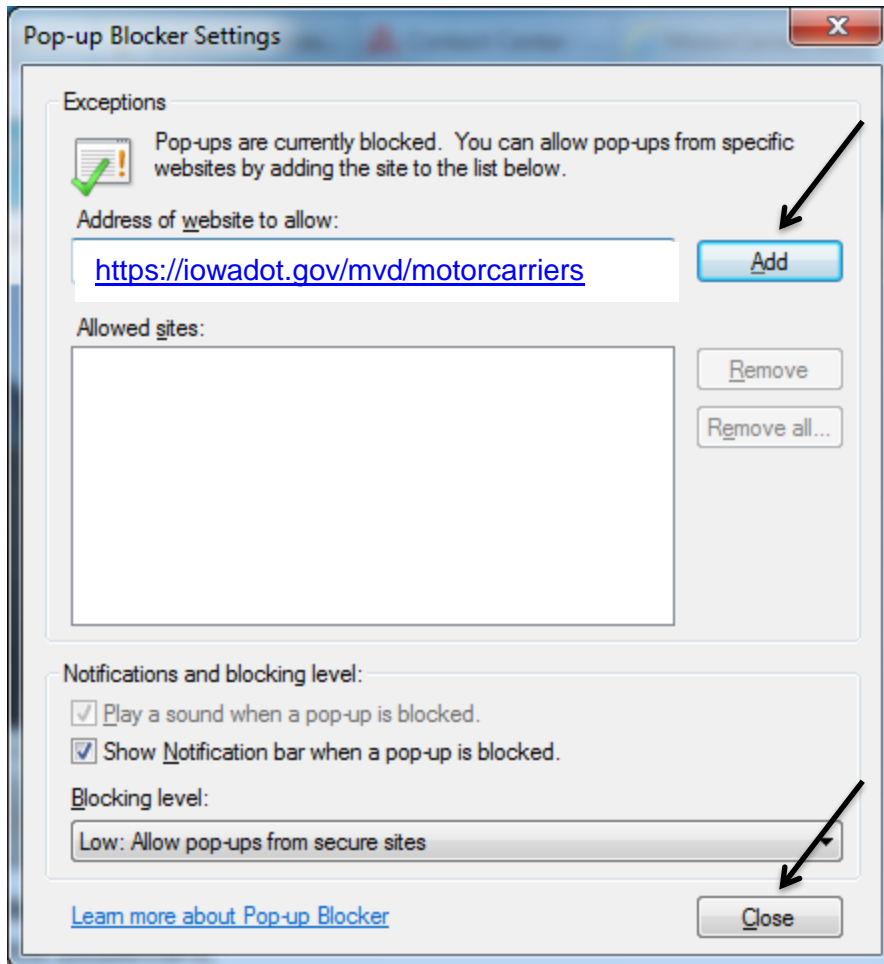 Pop-up Blocker Settings
Exceptions
Pop-ups are currently blocked. You can allow pop-ups from specific
websites by adding the site to the list below.
Address of website to allow:
https://iowadot.gov/mvd/motorcarriers
Add
Allowed sites:
Remove
Remove all...
Notifications and blocking level:
Play a sound when a pop-up is blocked.
Show Notification bar when a pop-up is blocked.
Blocking level:
Low: Allow pop-ups from secure sites
Learn more about Pop-up Blocker
Close